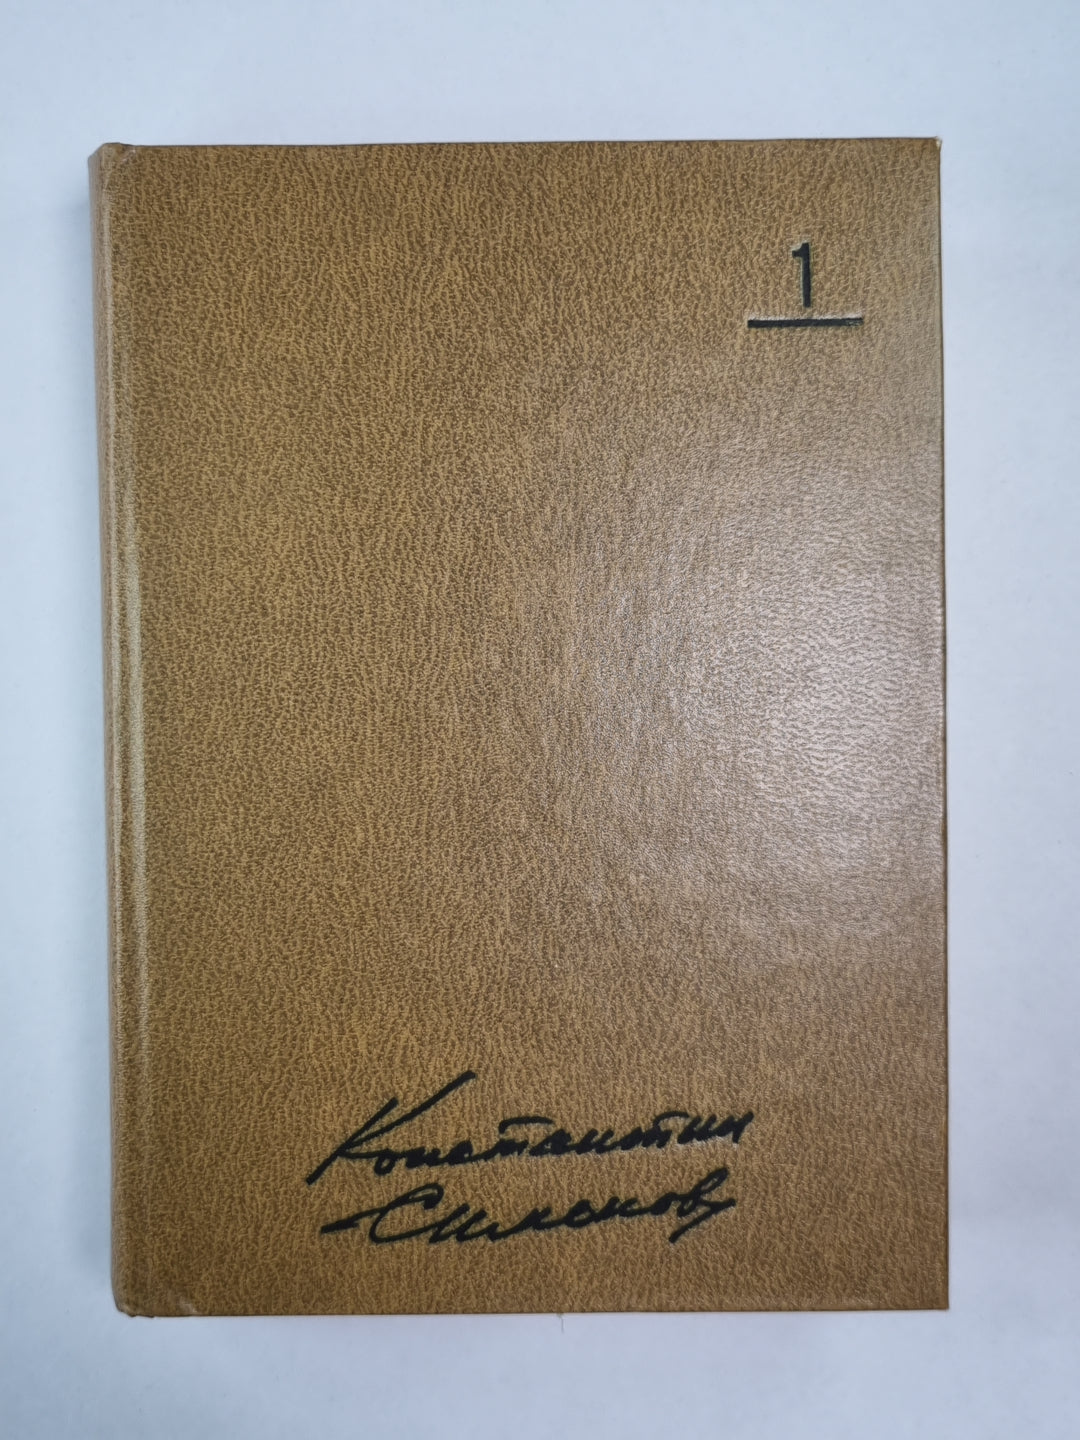 1
Константин
Симонов